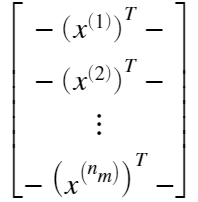 − (x⁽¹⁾)ᵀ −
− (x⁽²⁾)ᵀ −
⋮
− (x^(n_m))ᵀ −